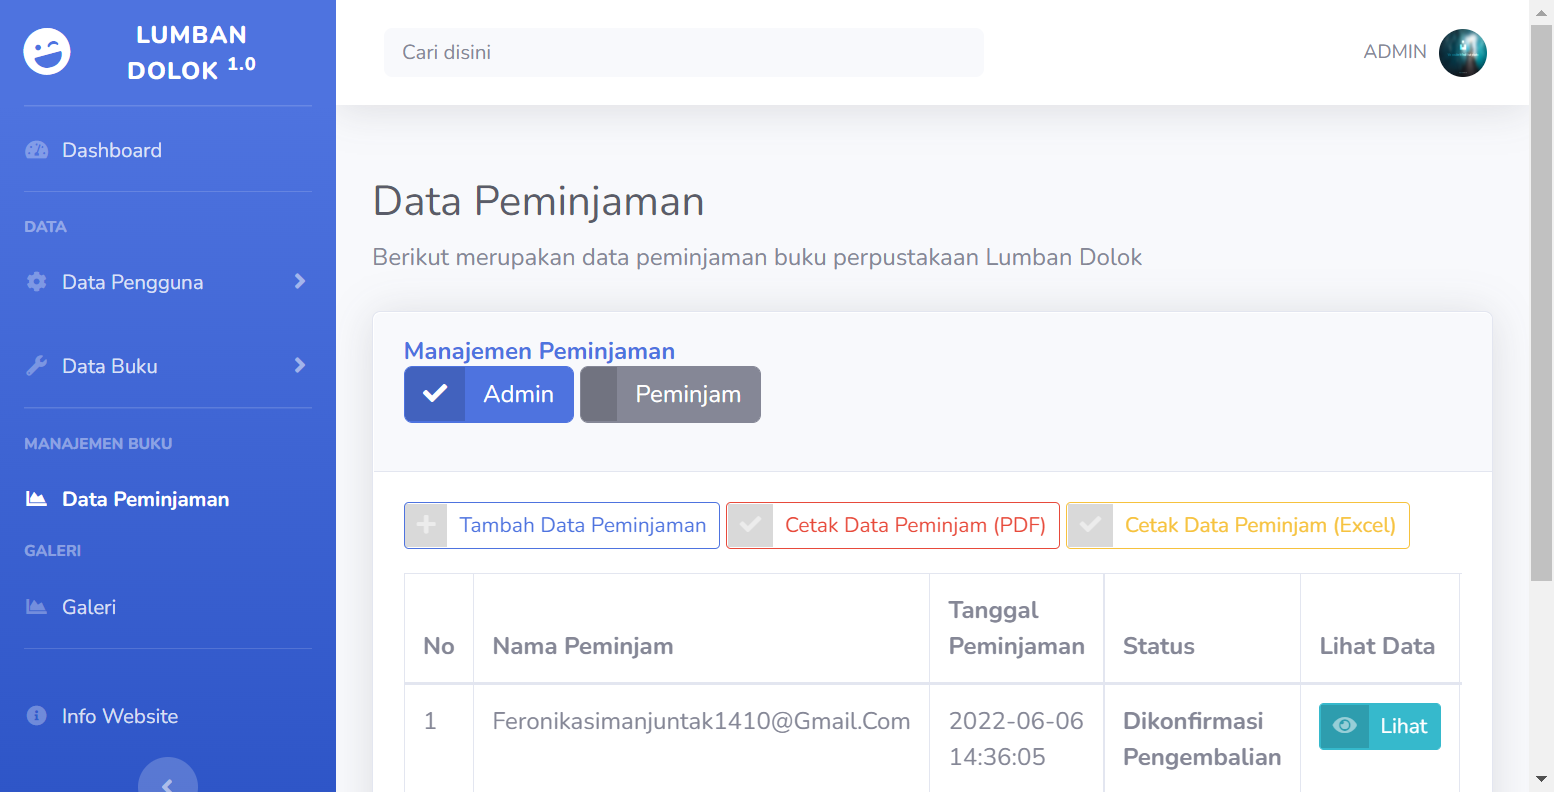 LUMBAN
DOLOK 1.0
Cari disini
ADMIN
Dashboard
DATA
Data Pengguna
Data Buku
MANAJEMEN BUKU
Data Peminjaman
GALERI
Galeri
Info Website
Data Peminjaman
Berikut merupakan data peminjaman buku perpustakaan Lumban Dolok
Manajemen Peminjaman
Admin Peminjam
Tambah Data Peminjaman Cetak Data Peminjam (PDF) Cetak Data Peminjam (Excel)
No Nama Peminjam Tanggal Peminjaman Status Lihat Data
1 Feronikasimanjuntak1410@Gmail.Com 2022-06-06 14:36:05 Dikonfirmasi Pengembalian Lihat